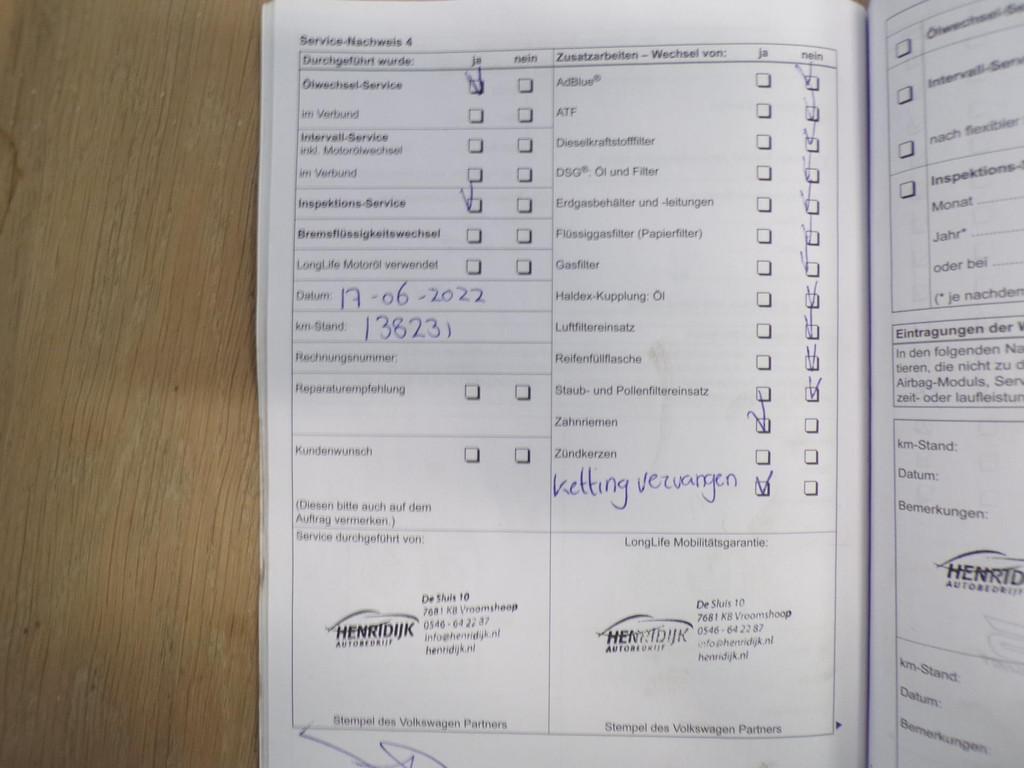 Service-Nachweis 4
Durchgeführt wurde: ja nein
Ölwechsel-Service
im Verbund
Intervall-Service
inkl. Motorölwechsel
im Verbund
Inspektions-Service
Bremsflüssigkeitswechsel
LongLife Motoröl verwendet
Datum: 17-06-2022
km-Stand: 138231
Rechnungsnummer:
Reparaturempfehlung
Kundenwunsch
(Diesen bitte auch auf dem
Auftrag vermerken.)
Service durchgeführt von:
HENRIDIJK
AUTOBEDRIJF
De Sluis 10
7681 KB Vroomshoop
0546 - 64 22 87
info@henridijk.nl
henridijk.nl
Stempel des Volkswagen Partners
Zusatzarbeiten – Wechsel von: ja nein
AdBlue®
ATF
Dieselkraftstofffilter
DSG®: Öl und Filter
Erdgasbehälter und -leitungen
Flüssiggasfilter (Papierfilter)
Gasfilter
Haldex-Kupplung: Öl
Luftfiltereinsatz
Reifenfüllflasche
Staub- und Pollenfiltereinsatz
Zahnriemen
Zündkerzen
Ketting vervangen
LongLife Mobilitätsgarantie:
HENRIDIJK
AUTOBEDRIJF
De Sluis 10
7681 KB Vroomshoop
0546 - 64 22 87
info@henridijk.nl
henridijk.nl
Stempel des Volkswagen Partners
Ölwechsel-Se
Intervall-Serv
nach flexibler
Inspektions-
Monat
Jahr*
oder bei
(* je nachdem
Eintragungen der W
In den folgenden Na
tieren, die nicht zu d
Airbag-Moduls, Serv
zeit- oder laufleistun
km-Stand:
Datum:
Bemerkungen:
HENRID
AUTOBEDRIJF
km-Stand:
Datum:
Bemerkungen: